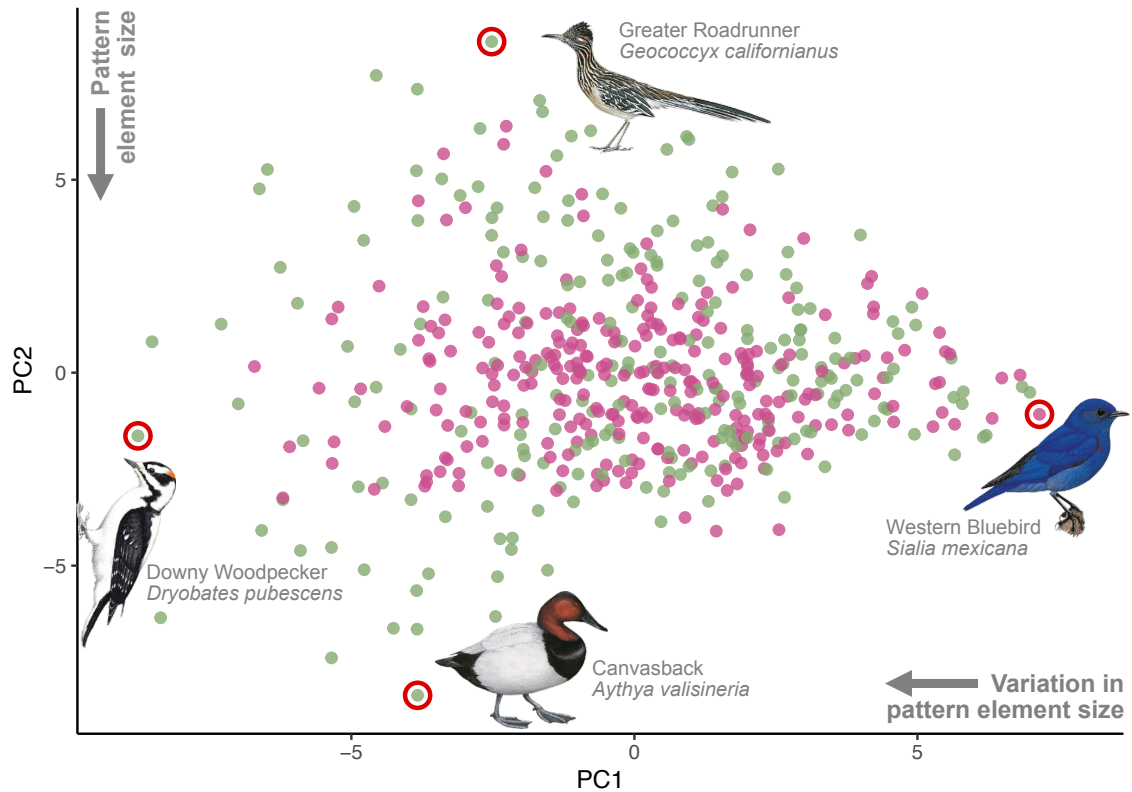 Pattern
element size
Greater Roadrunner
Geococcyx californianus
5
0
−5
PC2
Western Bluebird
Sialia mexicana
Downy Woodpecker
Dryobates pubescens
Canvasback
Aythya valisineria
Variation in
pattern element size
−5
0
5
PC1